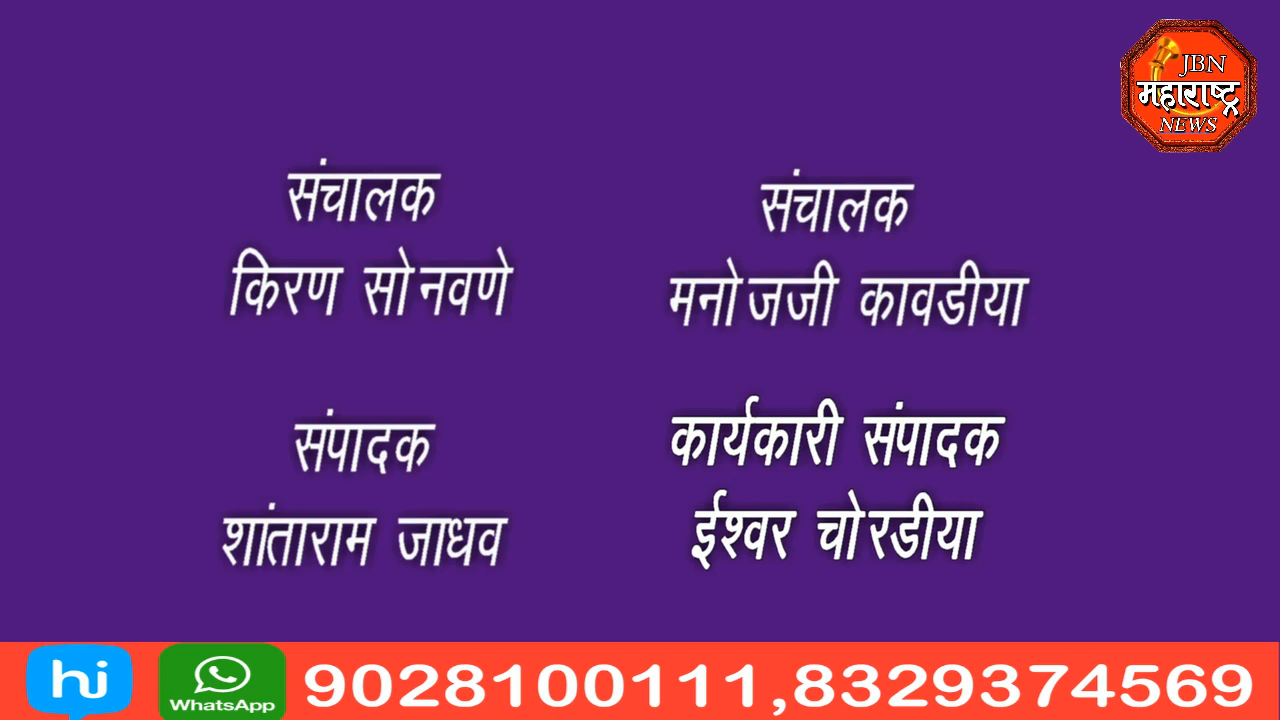 JBN
महाराष्ट्र
NEWS
संचालक
किरण सोनवणे
संचालक
मनोजजी कावडीया
संपादक
शांताराम जाधव
कार्यकारी संपादक
ईश्वर चोरडीया
hi
WhatsApp
9028100111,8329374569